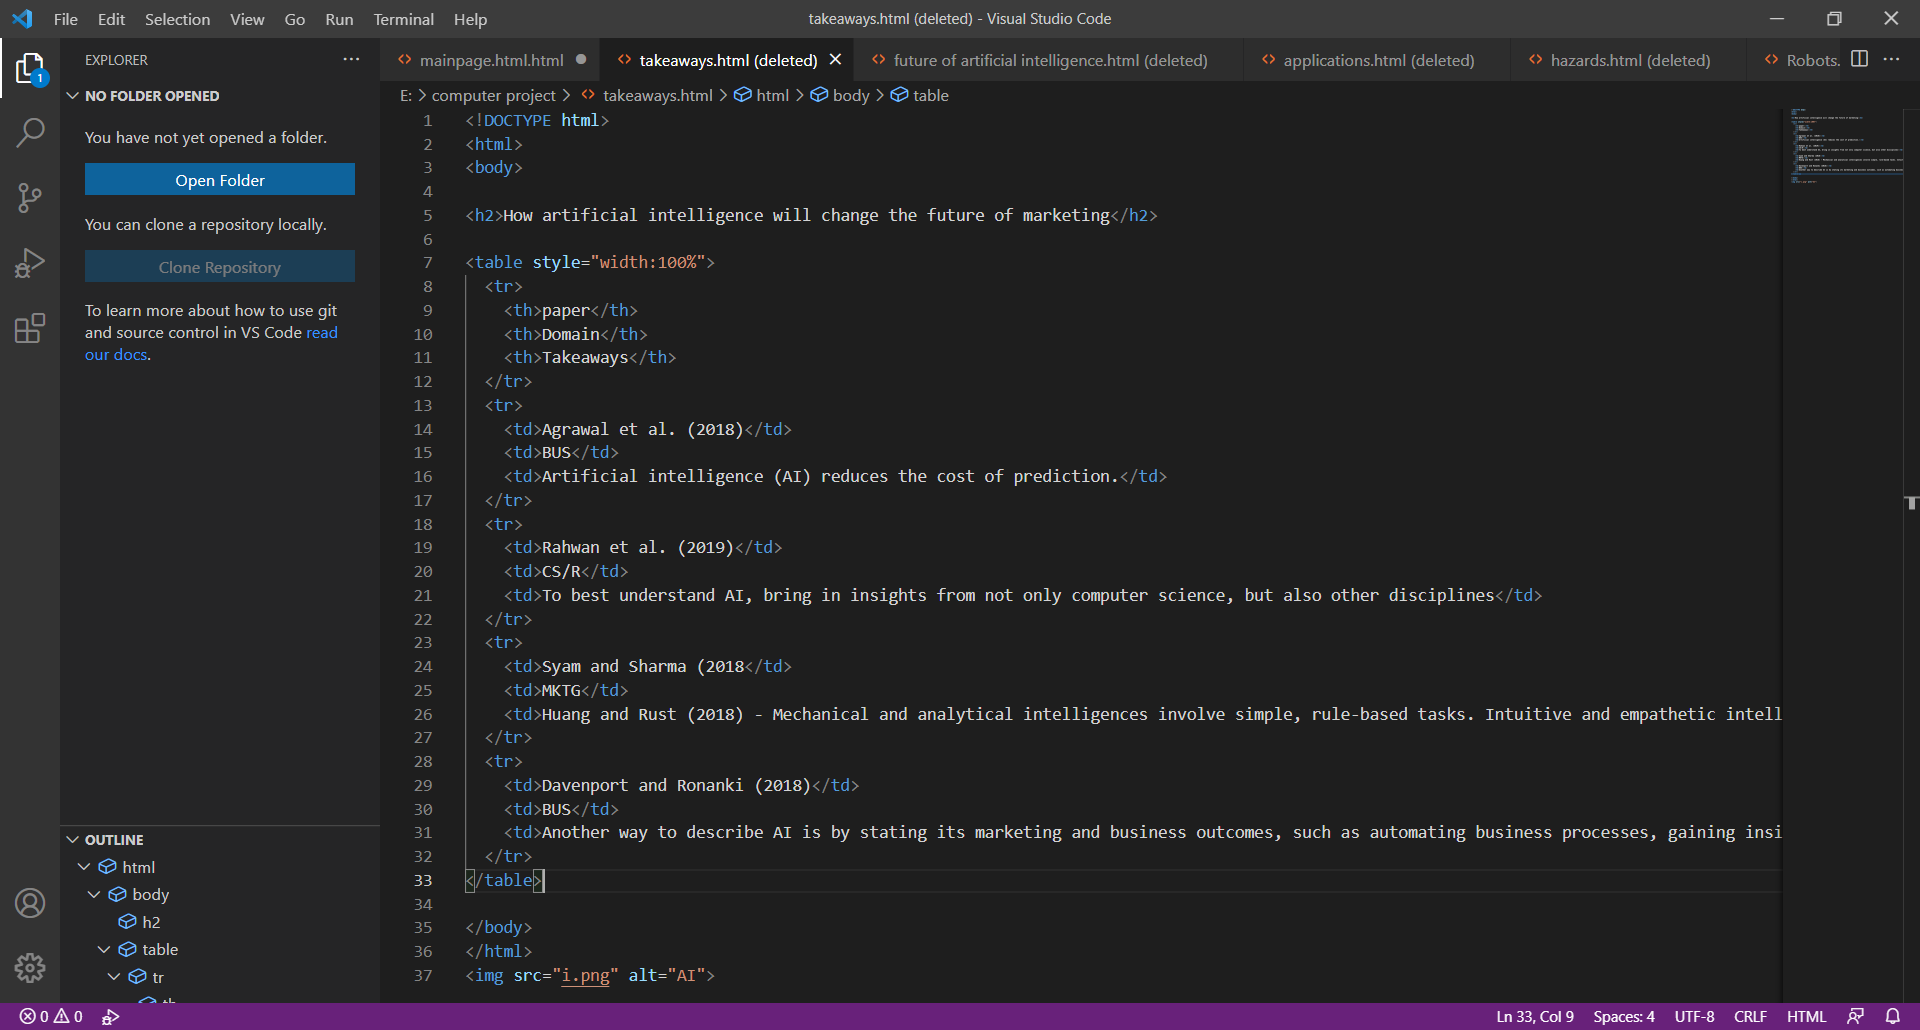 File Edit Selection View Go Run Terminal Help
takeaways.html (deleted) - Visual Studio Code
EXPLORER
mainpage.html.html
takeaways.html (deleted)
future of artificial intelligence.html (deleted)
applications.html (deleted)
hazards.html (deleted)
Robots.
E: > computer project > takeaways.html > html > body > table
1
NO FOLDER OPENED
You have not yet opened a folder.
Open Folder
You can clone a repository locally.
Clone Repository
To learn more about how to use git
and source control in VS Code read
our docs.
OUTLINE
html
body
h2
table
tr
th
1 <!DOCTYPE html>
2 <html>
3 <body>
4
5 <h2>How artificial intelligence will change the future of marketing</h2>
6
7 <table style="width:100%">
8 <tr>
9 <th>paper</th>
10 <th>Domain</th>
11 <th>Takeaways</th>
12 </tr>
13 <tr>
14 <td>Agrawal et al. (2018)</td>
15 <td>BUS</td>
16 <td>Artificial intelligence (AI) reduces the cost of prediction.</td>
17 </tr>
18 <tr>
19 <td>Rahwan et al. (2019)</td>
20 <td>CS/R</td>
21 <td>To best understand AI, bring in insights from not only computer science, but also other disciplines</td>
22 </tr>
23 <tr>
24 <td>Syam and Sharma (2018</td>
25 <td>MKTG</td>
26 <td>Huang and Rust (2018) - Mechanical and analytical intelligences involve simple, rule-based tasks. Intuitive and empathetic intell
27 </tr>
28 <tr>
29 <td>Davenport and Ronanki (2018)</td>
30 <td>BUS</td>
31 <td>Another way to describe AI is by stating its marketing and business outcomes, such as automating business processes, gaining insi
32 </tr>
33 </table>
34
35 </body>
36 </html>
37 <img src="i.png" alt="AI">
0 0
Ln 33, Col 9 Spaces: 4 UTF-8 CRLF HTML